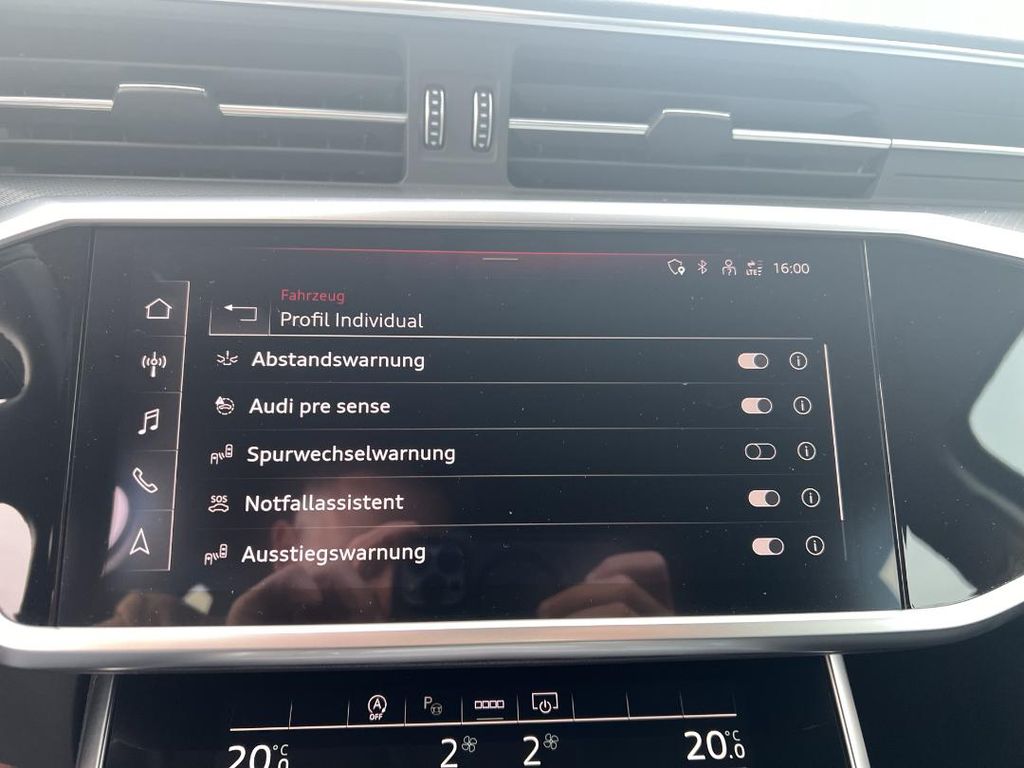 LTE 16:00
Fahrzeug
Profil Individual
Abstandswarnung
Audi pre sense
Spurwechselwarnung
SOS Notfallassistent
Ausstiegswarnung
A OFF P
20.0 °C 2 2 20.0 °C